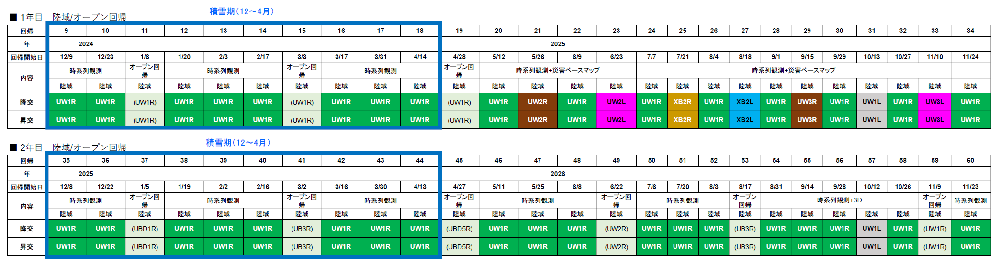 積雪期（12～4月）
■ 1年目　陸域/オープン回帰
回帰 9 10 11 12 13 14 15 16 17 18 19 20 21 22 23 24 25 26 27 28 29 30 31 32 33 34
年 2024 2025
回帰開始日 12/9 12/23 1/6 1/20 2/3 2/17 3/3 3/17 3/31 4/14 4/28 5/12 5/26 6/9 6/23 7/7 7/21 8/4 8/18 9/1 9/15 9/29 10/13 10/27 11/10 11/24
内容 時系列観測 オープン回帰 時系列観測 オープン回帰 時系列観測 オープン回帰 時系列観測+災害ベースマップ 時系列観測+災害ベースマップ
陸域 陸域 陸域 陸域 陸域 陸域 陸域 陸域 陸域 陸域 陸域 陸域 陸域 陸域 陸域 陸域 陸域 陸域 陸域 陸域 陸域 陸域 陸域 陸域 陸域 陸域
降交 UW1R UW1R (UW1R) UW1R UW1R UW1R (UW1R) UW1R UW1R UW1R (UW1R) UW1R UW2R UW1R UW2L UW1R XB2R UW1R XB2L UW1R UW3R UW1R UW1L UW1R UW3L UW1R
昇交 UW1R UW1R (UW1R) UW1R UW1R UW1R (UW1R) UW1R UW1R UW1R (UW1R) UW1R UW2R UW1R UW2L UW1R XB2R UW1R XB2L UW1R UW3R UW1R UW1L UW1R UW3L UW1R
積雪期（12～4月）
■ 2年目　陸域/オープン回帰
回帰 35 36 37 38 39 40 41 42 43 44 45 46 47 48 49 50 51 52 53 54 55 56 57 58 59 60
年 2025 2026
回帰開始日 12/8 12/22 1/5 1/19 2/2 2/16 3/2 3/16 3/30 4/13 4/27 5/11 5/25 6/8 6/22 7/6 7/20 8/3 8/17 8/31 9/14 9/28 10/12 10/26 11/9 11/23
内容 時系列観測 オープン回帰 時系列観測 オープン回帰 時系列観測 オープン回帰 時系列観測 オープン回帰 時系列観測 オープン回帰 時系列観測+3D オープン回帰 時系列観測
陸域 陸域 陸域 陸域 陸域 陸域 陸域 陸域 陸域 陸域 陸域 陸域 陸域 陸域 陸域 陸域 陸域 陸域 陸域 陸域 陸域 陸域 陸域 陸域 陸域 陸域
降交 UW1R UW1R (UBD1R) UW1R UW1R UW1R (UB3R) UW1R UW1R UW1R (UBD5R) UW1R UW1R UW1R (UW2R) UW1R UW1R UW1R (UB3R) UW1R UW1R UW1R UW1L UW1R (UW1R) UW1R
昇交 UW1R UW1R (UBD1R) UW1R UW1R UW1R (UB3R) UW1R UW1R UW1R (UBD5R) UW1R UW1R UW1R (UW2R) UW1R UW1R UW1R (UB3R) UW1R UW1R UW1R UW1L UW1R (UW1R) UW1R